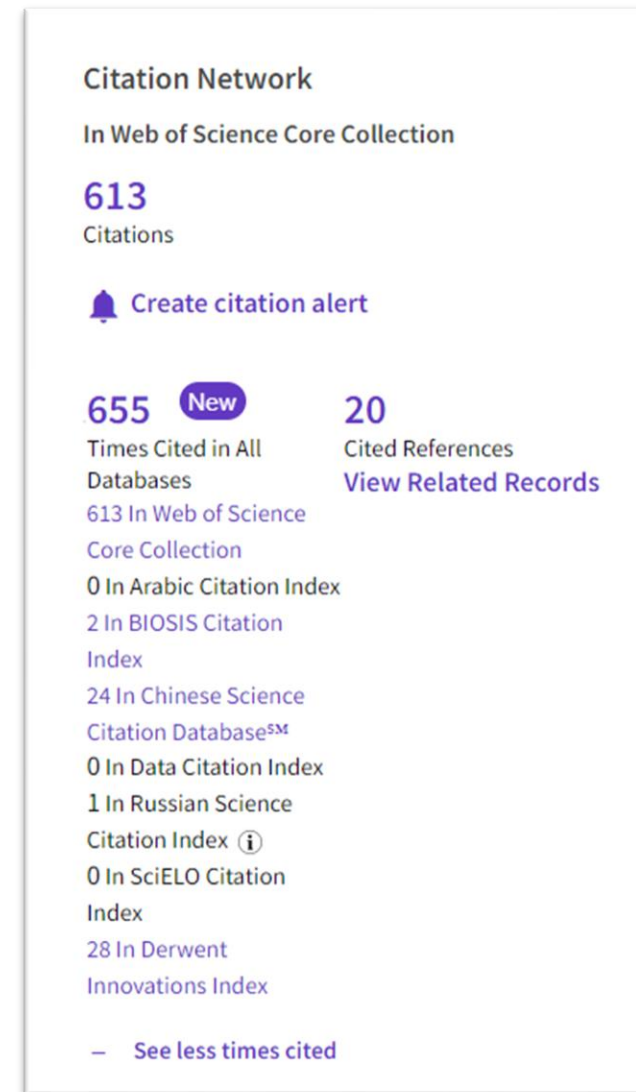 Citation Network
In Web of Science Core Collection
613
Citations
Create citation alert
655 New
Times Cited in All
Databases
613 In Web of Science
Core Collection
0 In Arabic Citation Index
2 In BIOSIS Citation
Index
24 In Chinese Science
Citation Database℠
0 In Data Citation Index
1 In Russian Science
Citation Index ⓘ
0 In SciELO Citation
Index
28 In Derwent
Innovations Index
– See less times cited
20
Cited References
View Related Records